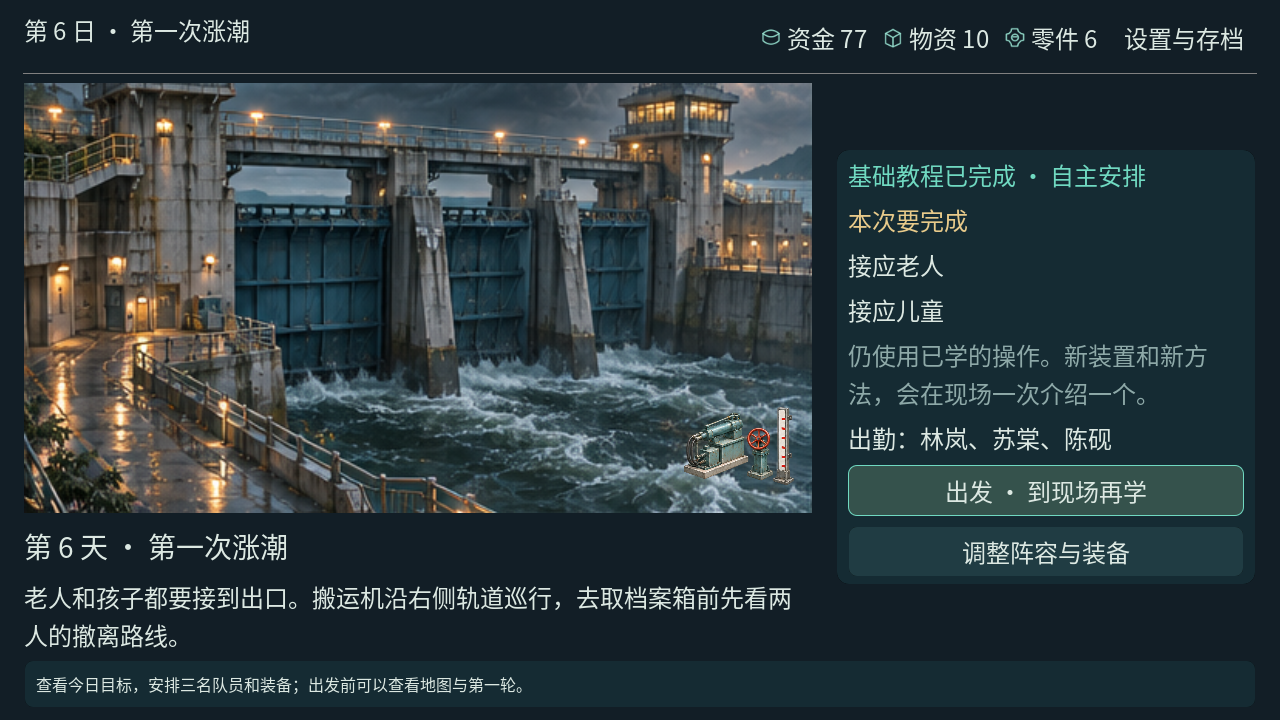 第 6 日 · 第一次涨潮
资金 77 物资 10 零件 6 设置与存档
基础教程已完成 · 自主安排
本次要完成
接应老人
接应儿童
仍使用已学的操作。新装置和新方
法，会在现场一次介绍一个。
出勤：林岚、苏棠、陈砚
出发 · 到现场再学
调整阵容与装备
第 6 天 · 第一次涨潮
老人和孩子都要接到出口。搬运机沿右侧轨道巡行，去取档案箱前先看两
人的撤离路线。
查看今日目标，安排三名队员和装备；出发前可以查看地图与第一轮。